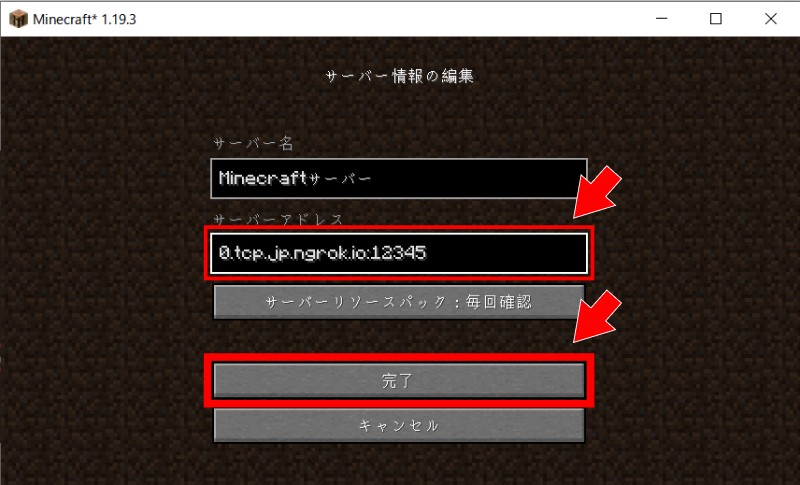 Minecraft* 1.19.3
サーバー情報の編集
サーバー名
Minecraftサーバー
サーバーアドレス
0.tcp.jp.ngrok.io:12345
サーバーリソースパック：毎回確認
完了
キャンセル